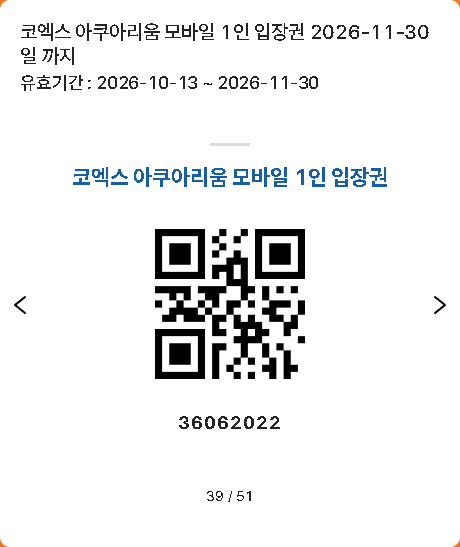 코엑스 아쿠아리움 모바일 1인 입장권 2026-11-30
일 까지
유효기간 : 2026-10-13 ~ 2026-11-30
코엑스 아쿠아리움 모바일 1인 입장권
36062022
39 / 51